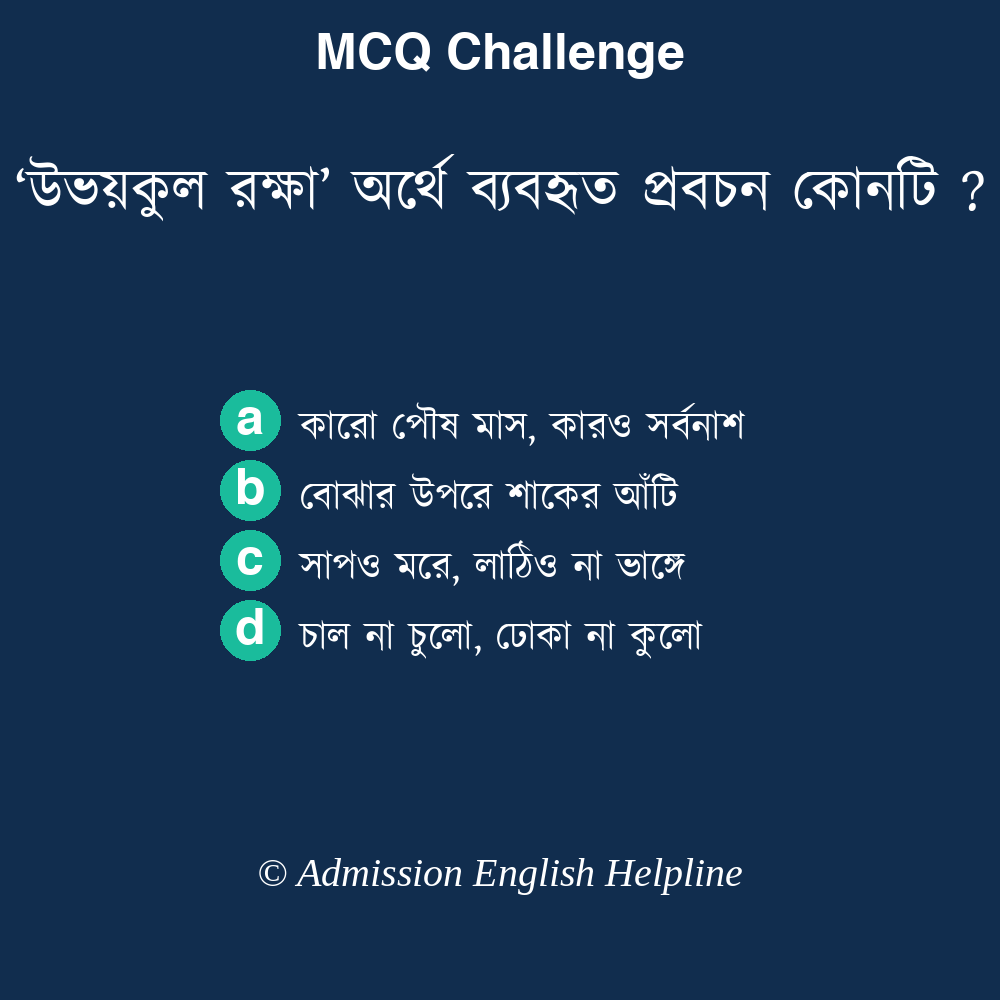 MCQ Challenge
‘উভয়কুল রক্ষা’ অর্থে ব্যবহৃত প্রবচন কোনটি ?
a কারো পৌষ মাস, কারও সর্বনাশ
b বোঝার উপরে শাকের আঁটি
c সাপও মরে, লাঠিও না ভাঙ্গে
d চাল না চুলো, ঢোকা না কুলো
© Admission English Helpline